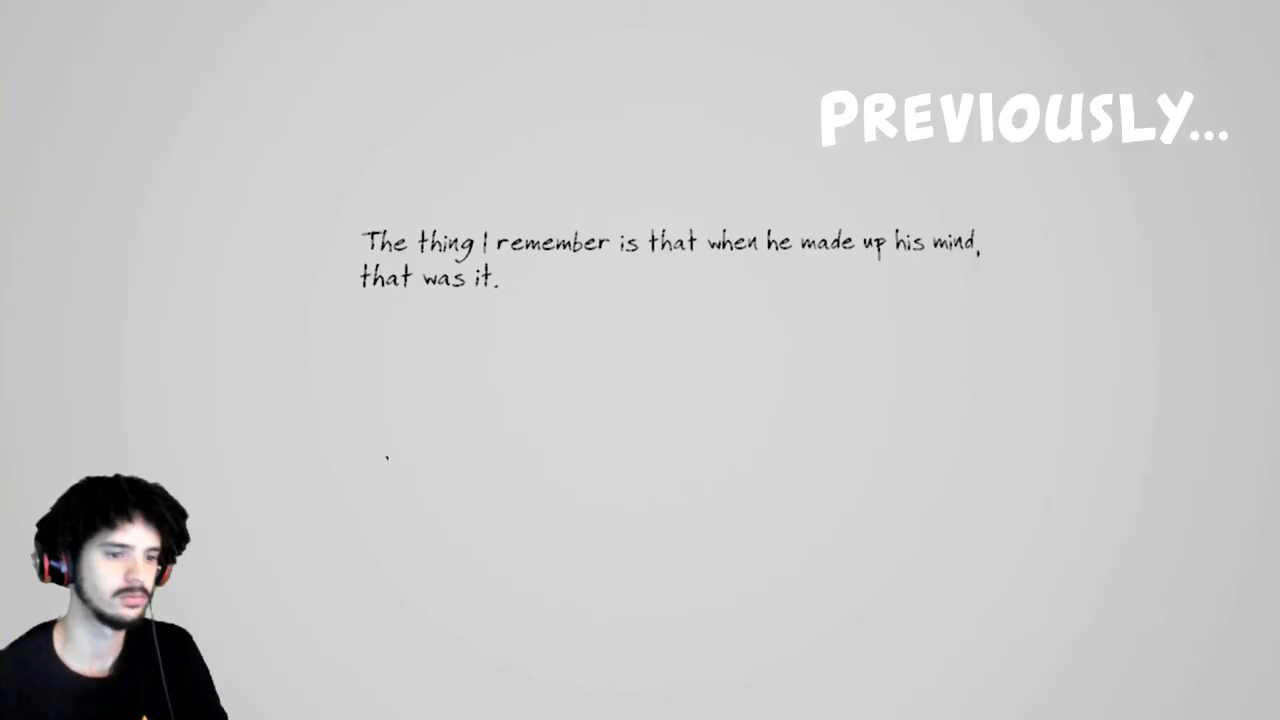 PREVIOUSLY...
The thing I remember is that when he made up his mind,
that was it.